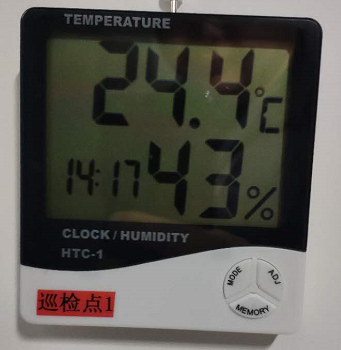 TEMPERATURE
24.4°C
14:17 43%
CLOCK / HUMIDITY
HTC-1
MODE
ADJ
MEMORY
巡检点1